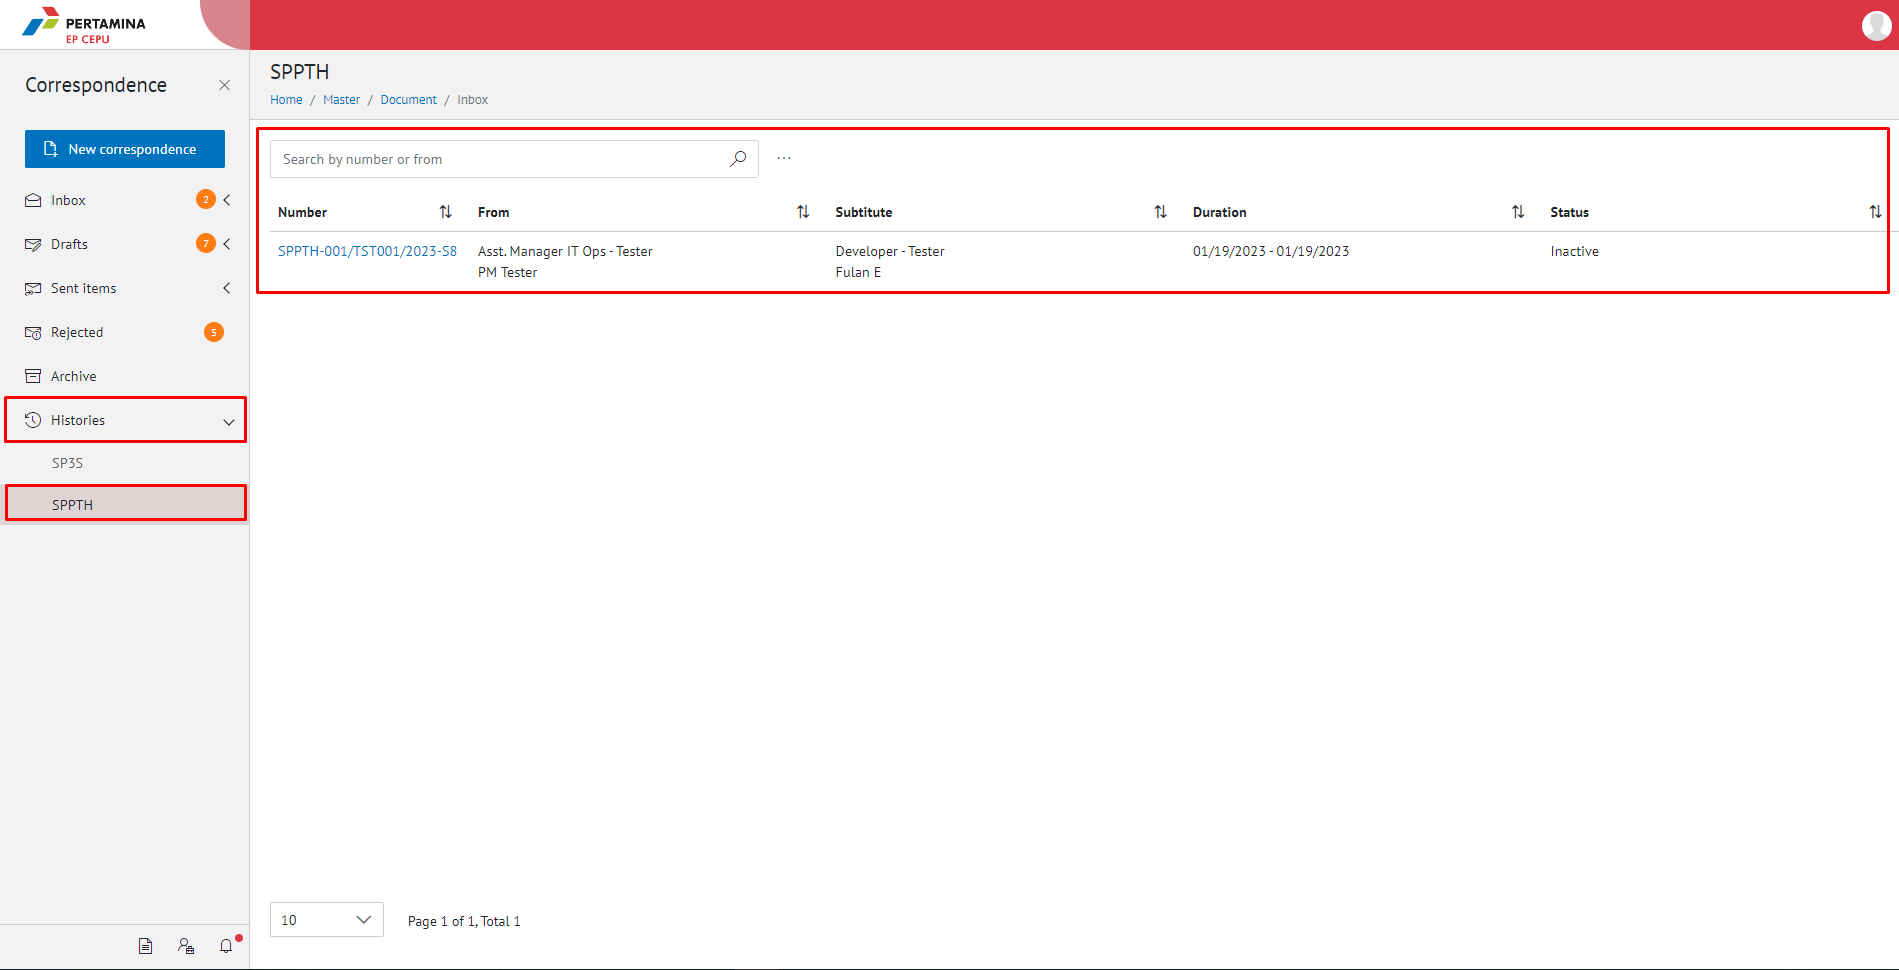 PERTAMINA
EP CEPU
Correspondence
New correspondence
Inbox 2
Drafts 7
Sent items
Rejected 5
Archive
Histories
SP3S
SPPTH
SPPTH
Home / Master / Document / Inbox
Search by number or from ...
Number From Subtitute Duration Status
SPPTH-001/TST001/2023-S8 Asst. Manager IT Ops - Tester Developer - Tester 01/19/2023 - 01/19/2023 Inactive
PM Tester Fulan E
10 Page 1 of 1, Total 1